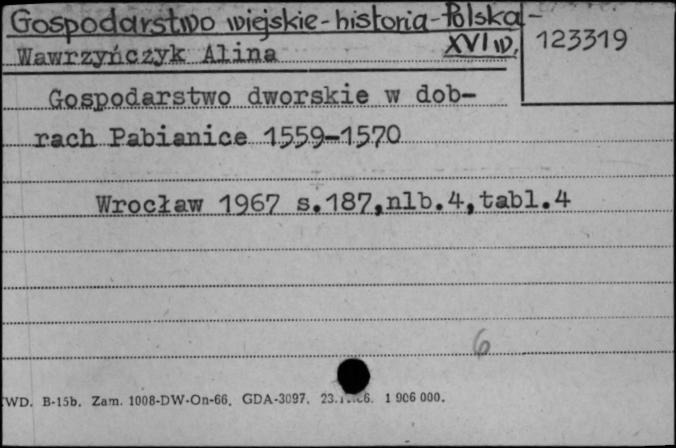 Gospodarstwo wiejskie-historia-Polska-
XVI w.
123319
Wawrzyńczyk Alina
Gospodarstwo dworskie w dob-
rach Pabianice 1559-1570
Wrocław 1967 s.187,nlb.4,tabl.4
6
WD. B-15b. Zam. 1008-DW-On-66. GDA-3097. 1 906 000.